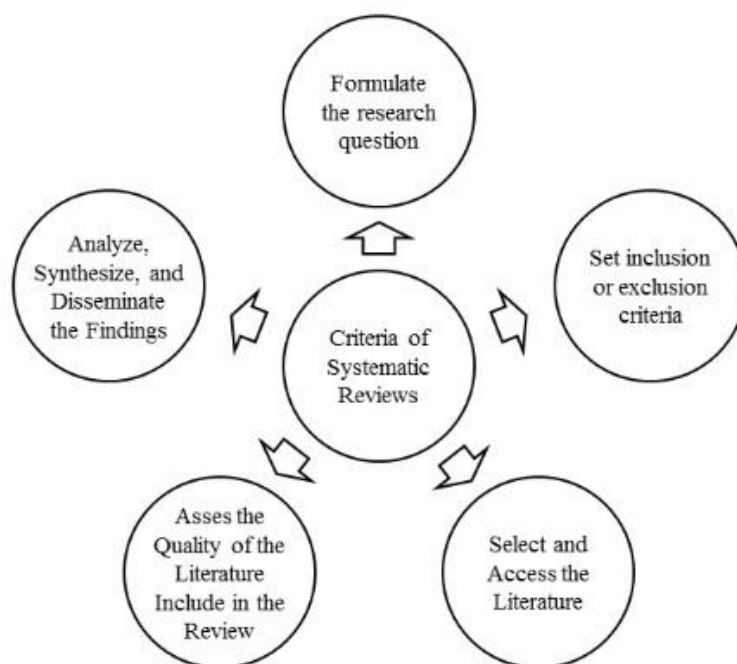 Formulate
the research
question
Analyze,
Synthesize, and
Disseminate
the Findings
Set inclusion
or exclusion
criteria
Criteria of
Systematic
Reviews
Asses the
Quality of the
Literature
Include in the
Review
Select and
Access the
Literature